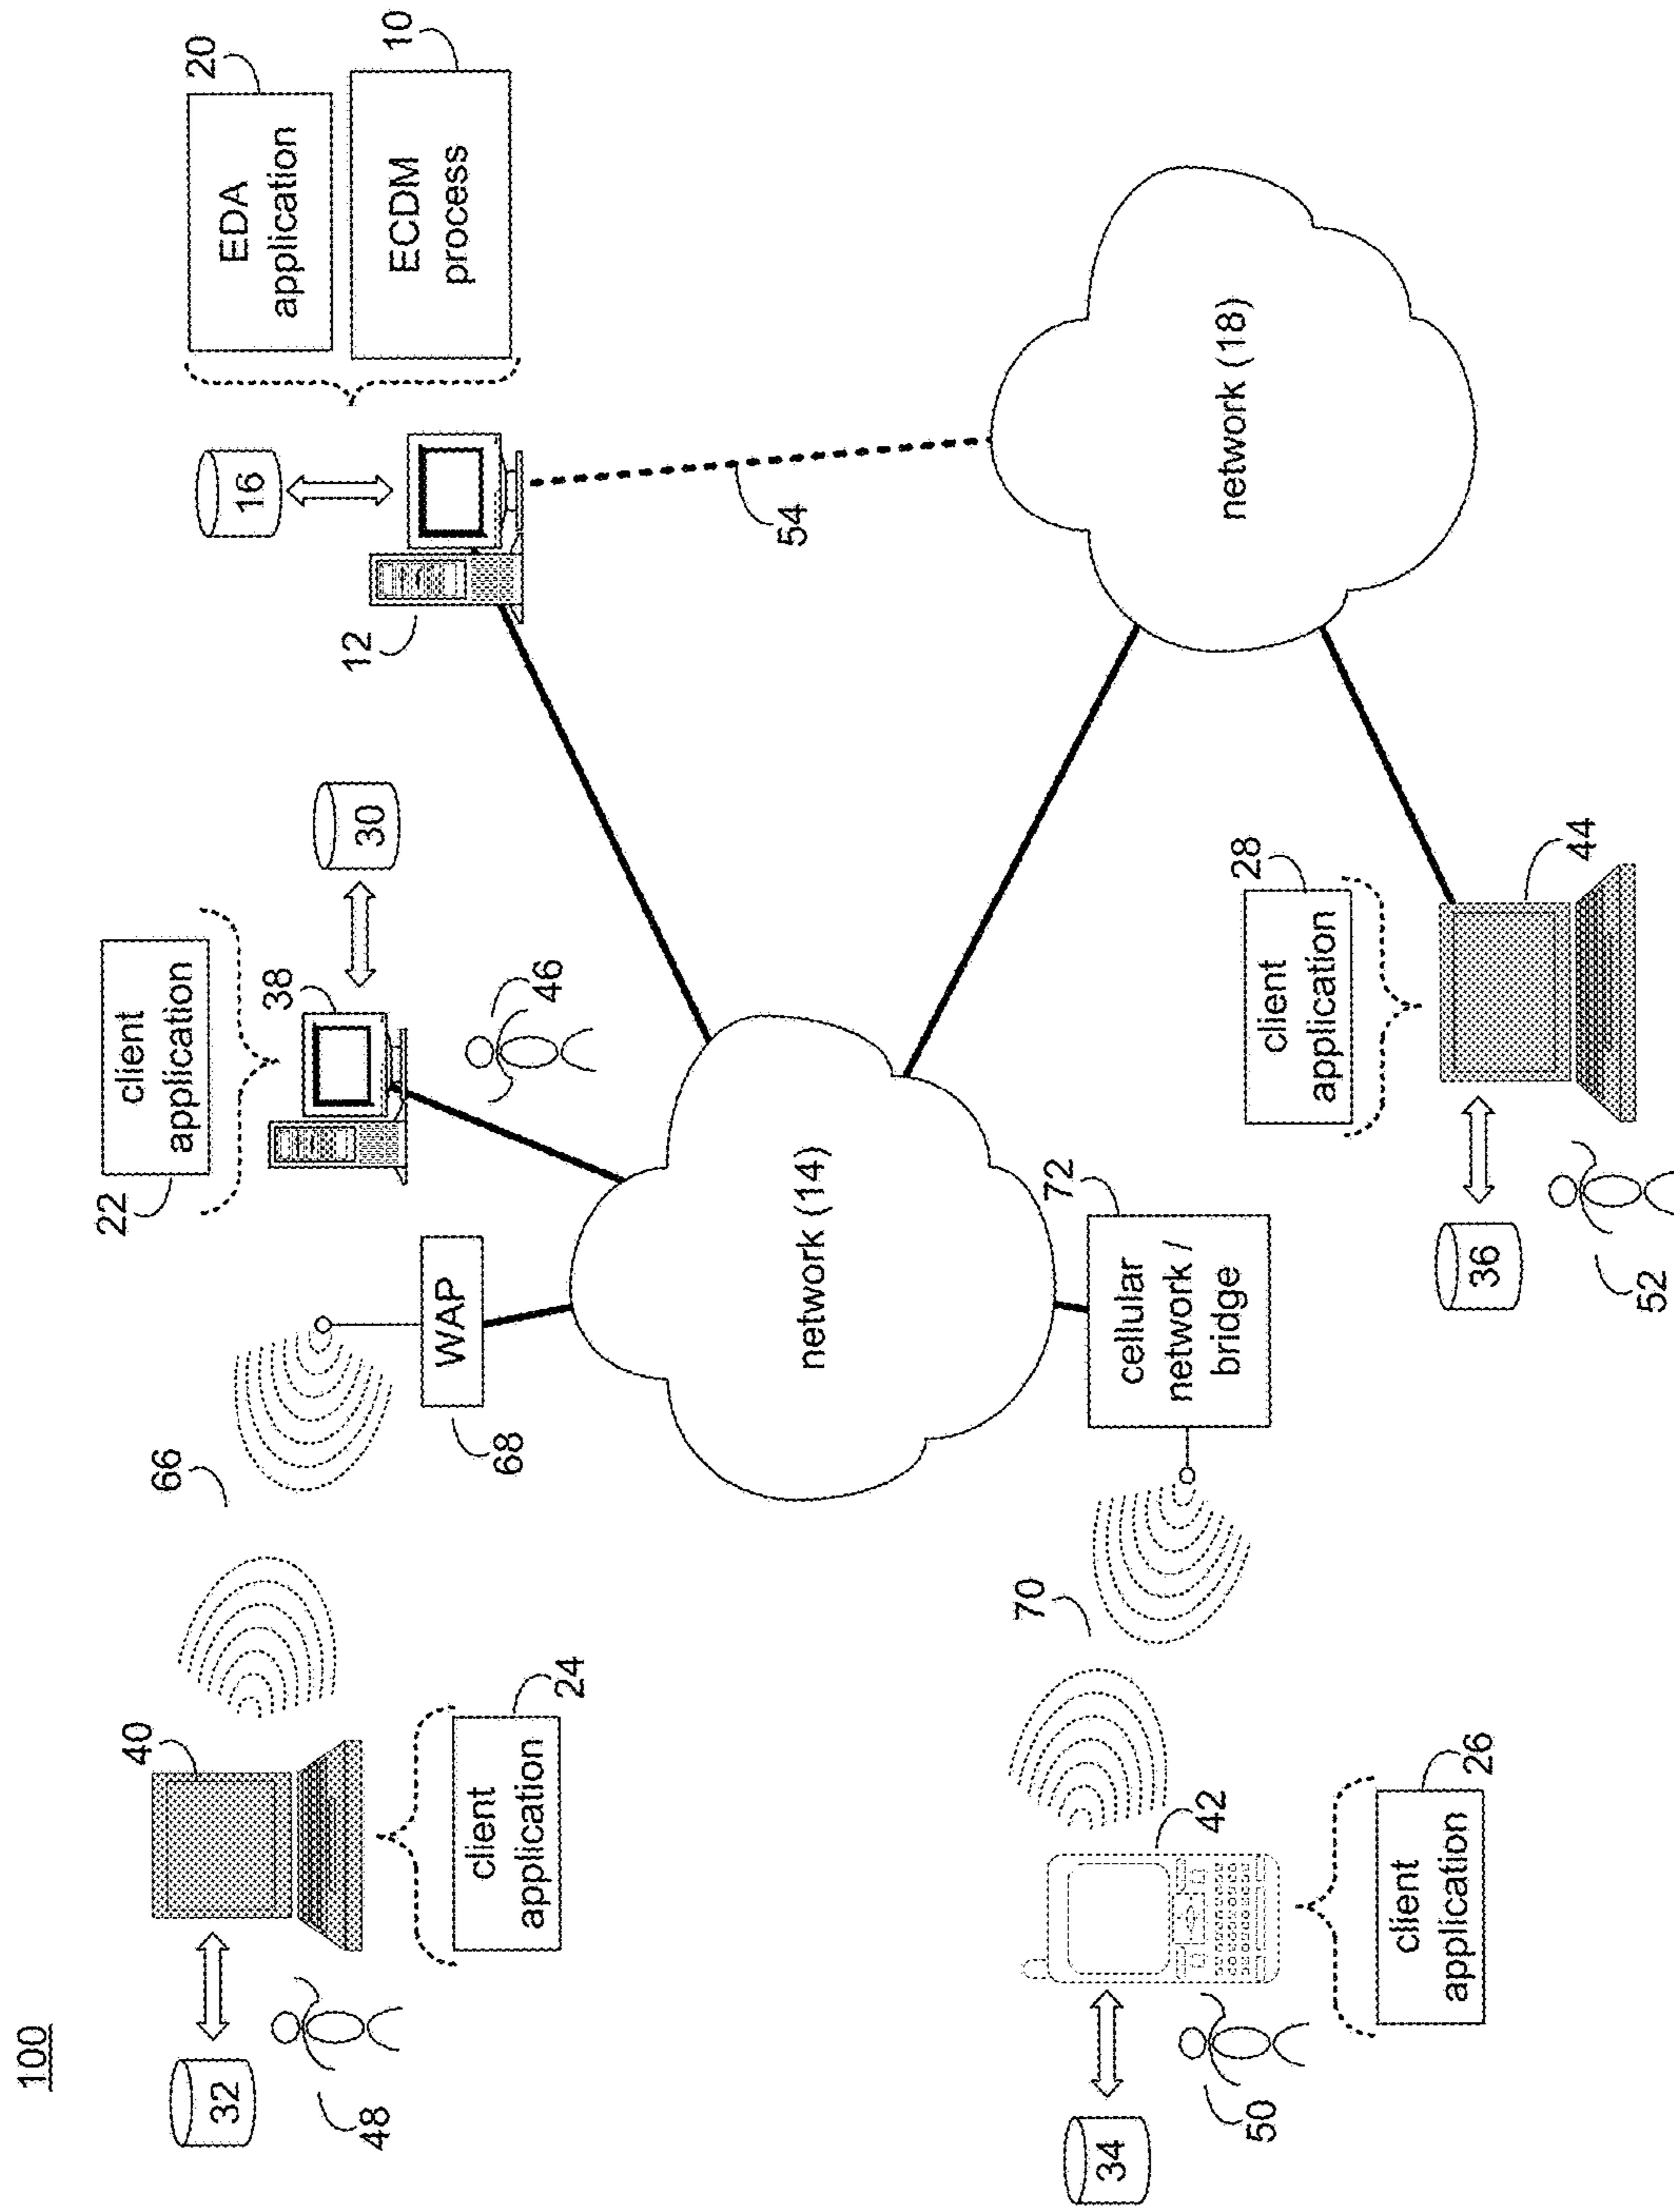 100
32
48
40
client
application
24
66
WAP
68
22
client
application
38
30
46
12
16
EDA
application
20
ECDM
process
10
54
network (14)
network (18)
34
50
42
client
application
26
70
cellular
network /
bridge
72
client
application
28
44
36
52